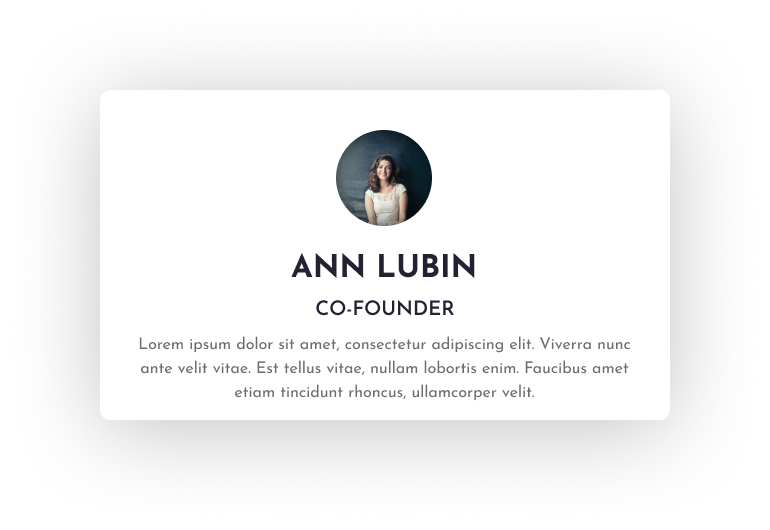 ANN LUBIN
CO-FOUNDER
Lorem ipsum dolor sit amet, consectetur adipiscing elit. Viverra nunc
ante velit vitae. Est tellus vitae, nullam lobortis enim. Faucibus amet
etiam tincidunt rhoncus, ullamcorper velit.